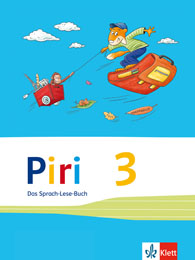 Piri 3
Das Sprach-Lese-Buch
Klett